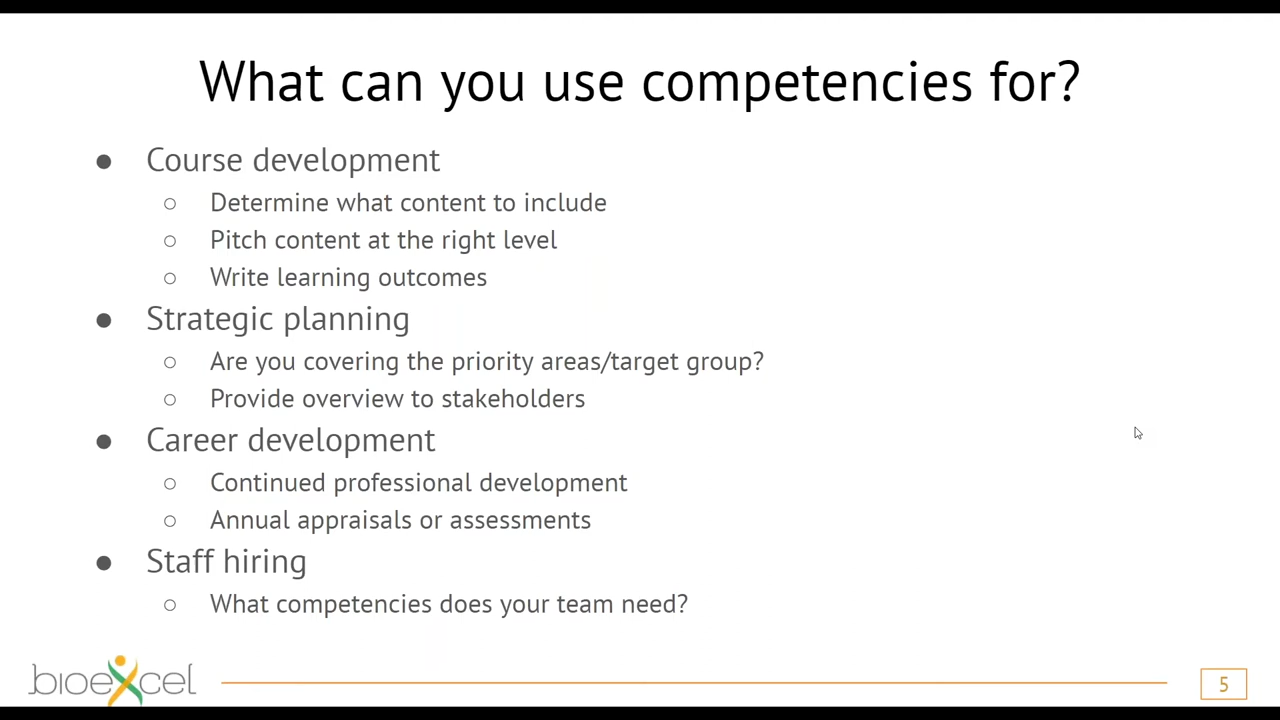 What can you use competencies for?
● Course development
○ Determine what content to include
○ Pitch content at the right level
○ Write learning outcomes
● Strategic planning
○ Are you covering the priority areas/target group?
○ Provide overview to stakeholders
● Career development
○ Continued professional development
○ Annual appraisals or assessments
● Staff hiring
○ What competencies does your team need?
bioexcel
5